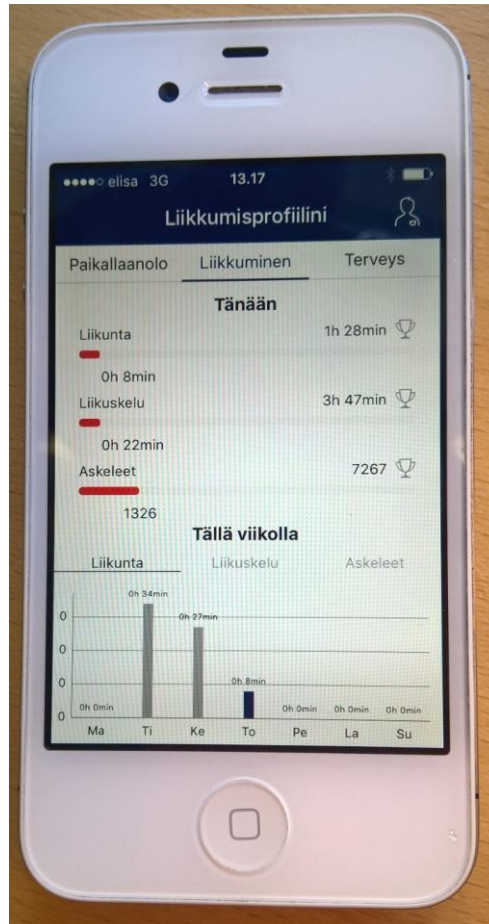 elisa 3G 13.17
Liikkumisprofiilini
Paikallaanolo Liikkuminen Terveys
Tänään
Liikunta 1h 28min
0h 8min
Liikuskelu 3h 47min
0h 22min
Askeleet 7267
1326
Tällä viikolla
Liikunta Liikuskelu Askeleet
0h 34min
0 0h 27min
0
0 0h 8min
0h 0min 0h 0min 0h 0min 0h 0min
0
Ma Ti Ke To Pe La Su